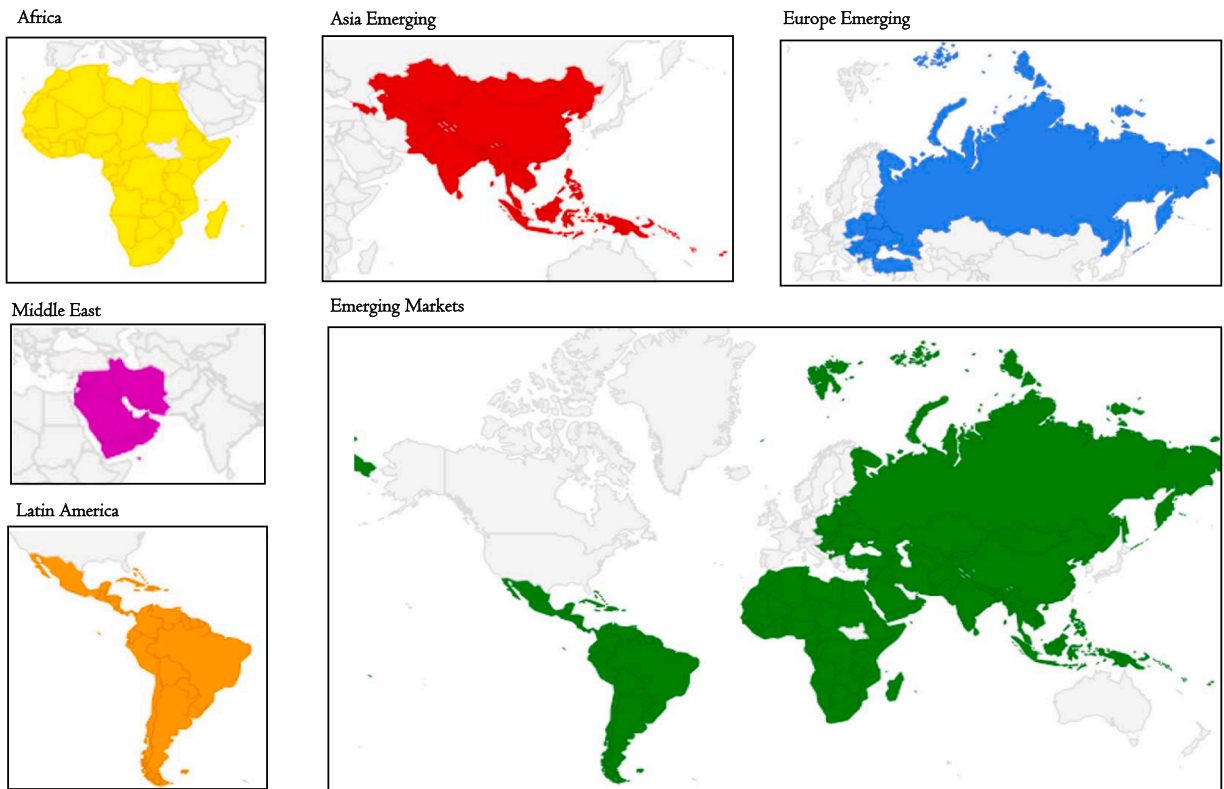 Africa
Asia Emerging
Europe Emerging
Middle East
Emerging Markets
Latin America